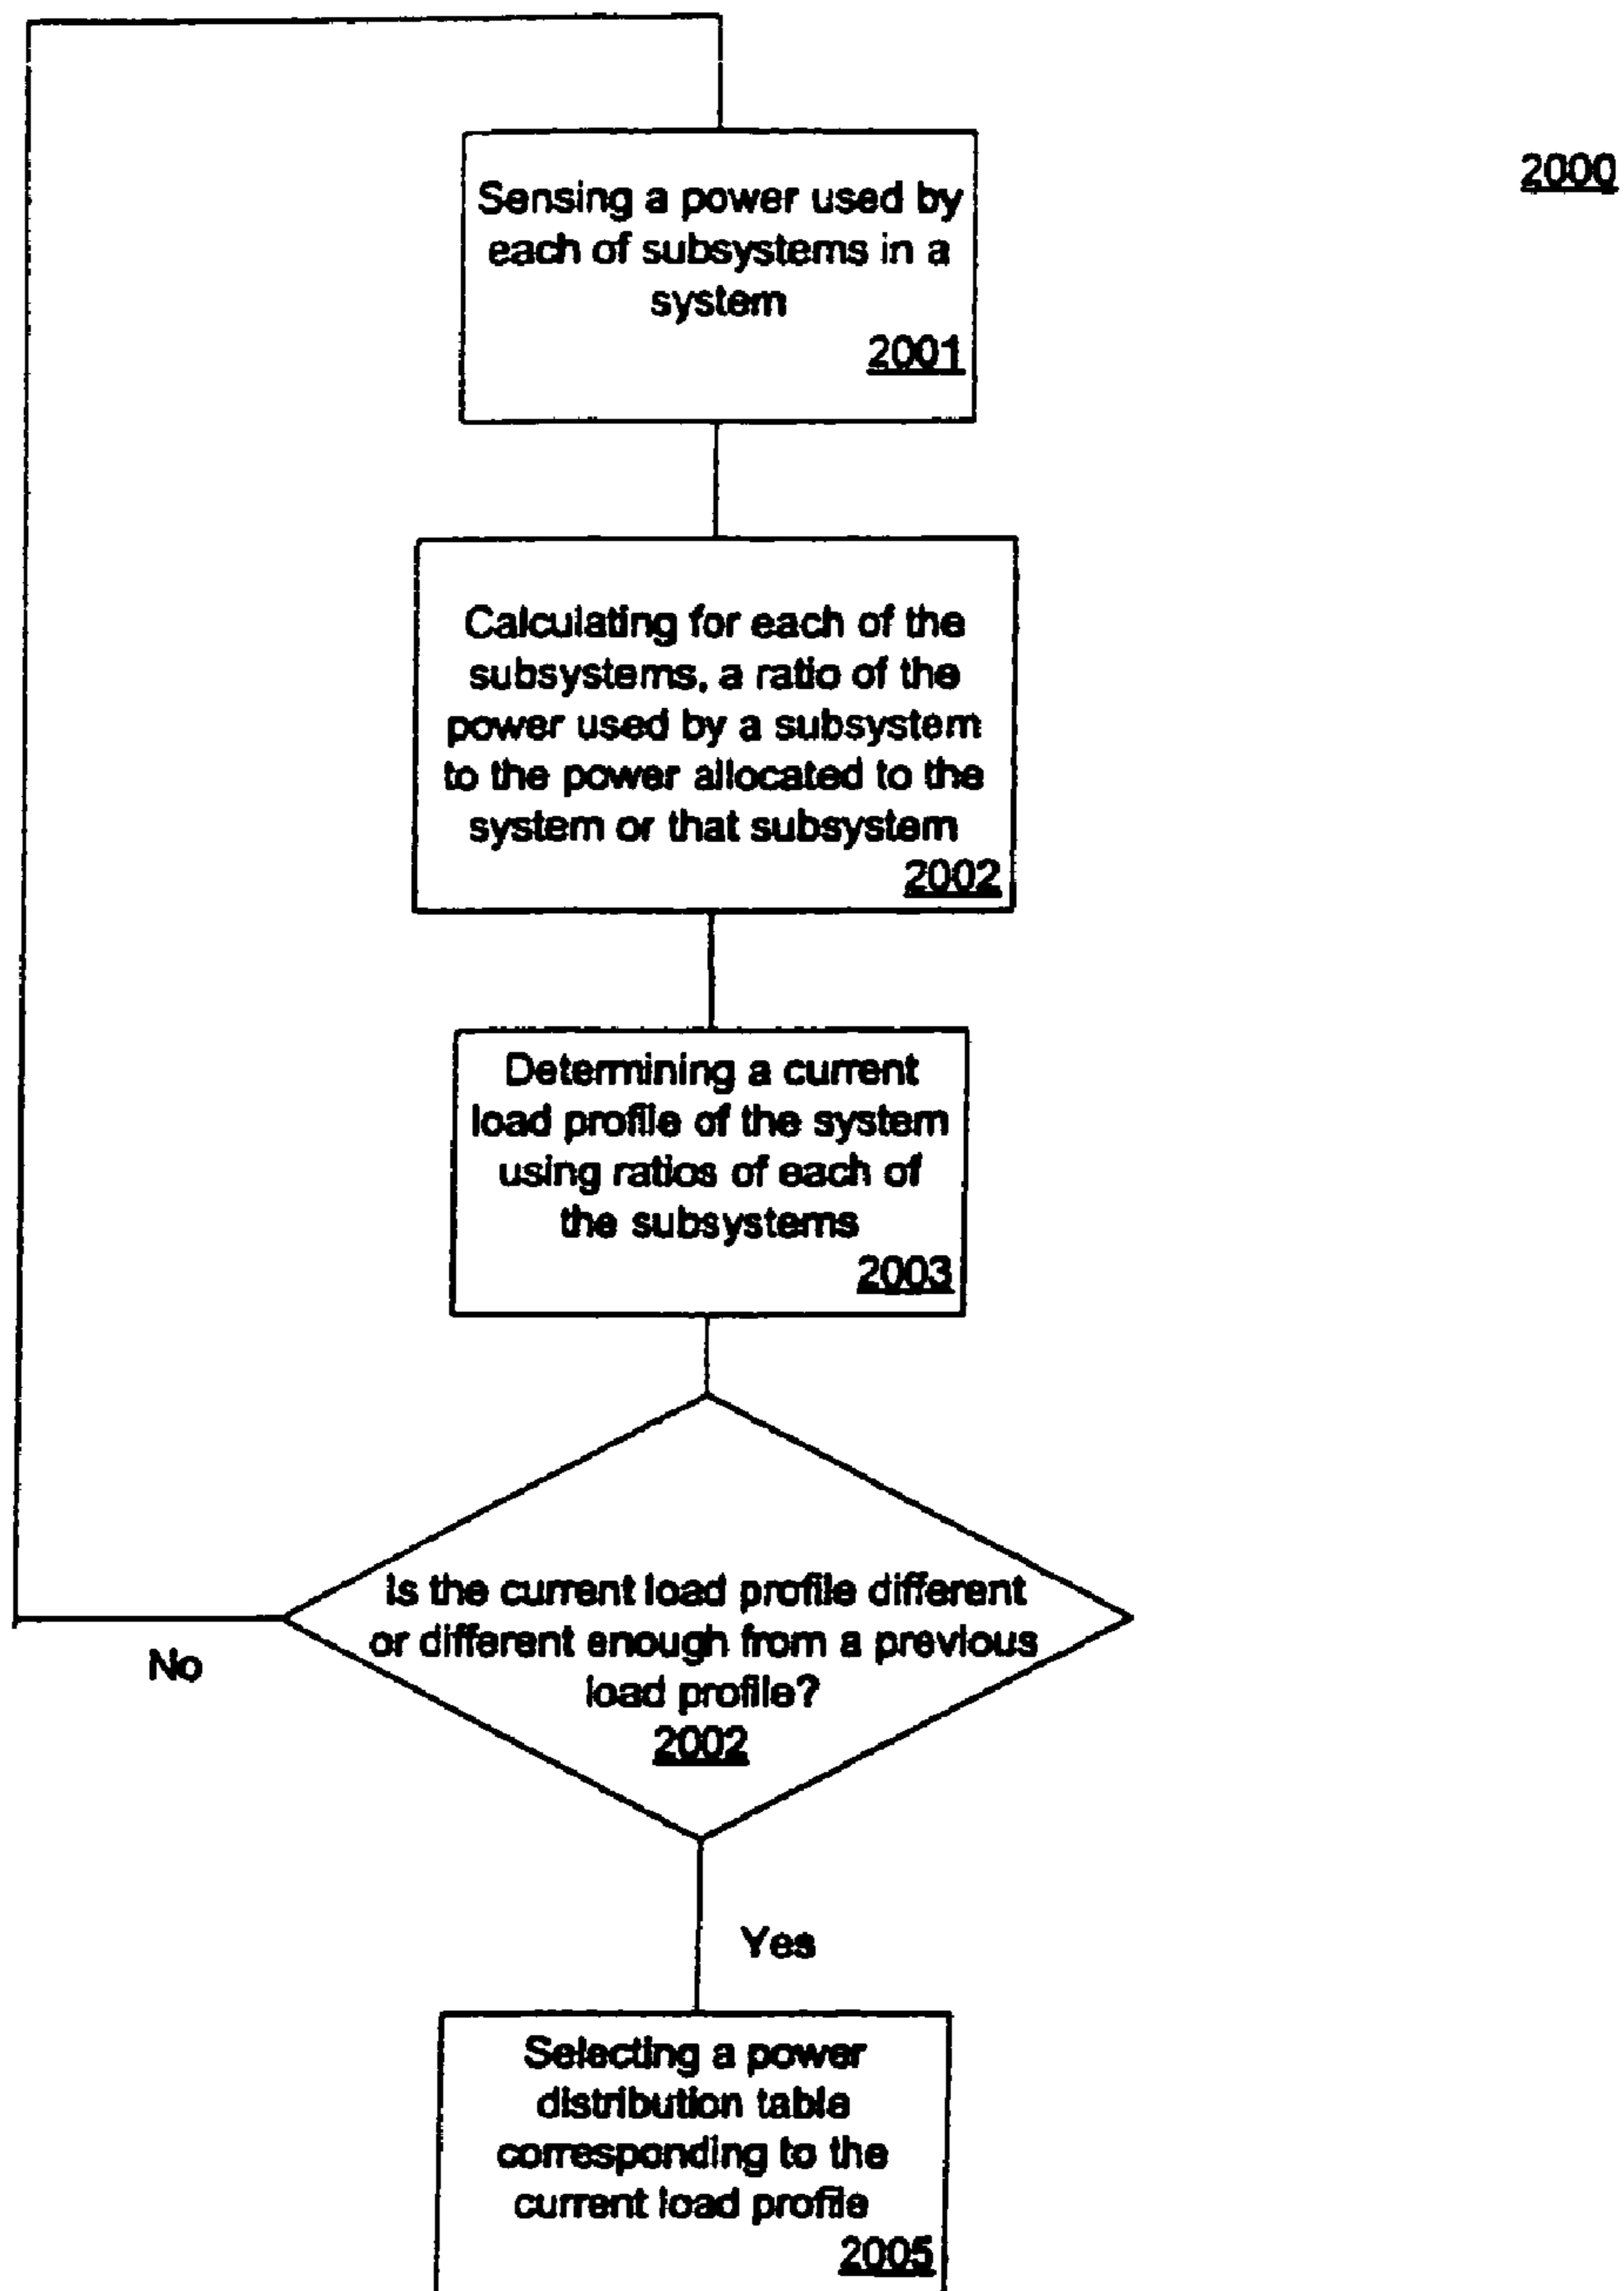 2000
Sensing a power used by
each of subsystems in a
system
2001
Calculating for each of the
subsystems, a ratio of the
power used by a subsystem
to the power allocated to the
system or that subsystem
2002
Determining a current
load profile of the system
using ratios of each of
the subsystems
2003
Is the current load profile different
or different enough from a previous
load profile?
2002
No
Yes
Selecting a power
distribution table
corresponding to the
current load profile
2005